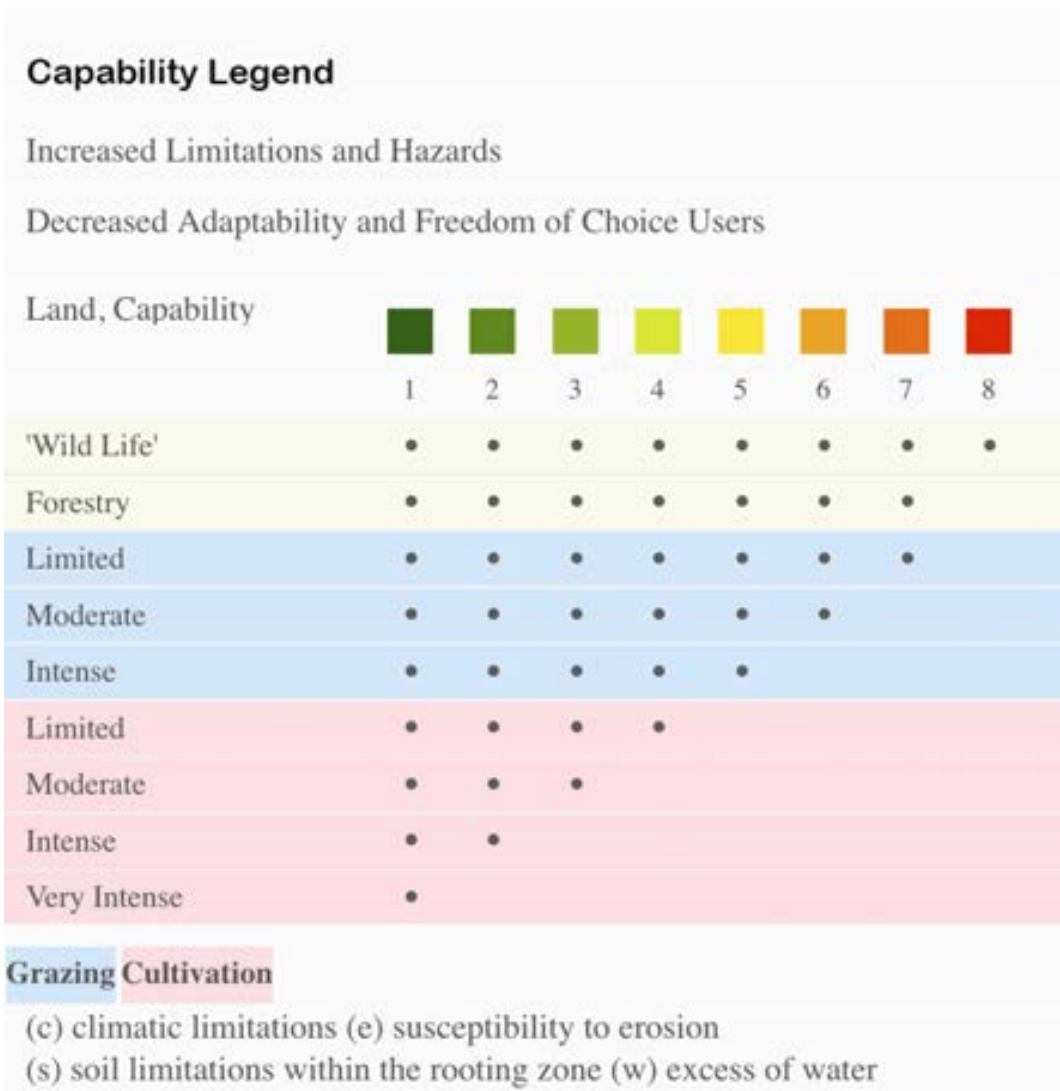 Capability Legend
Increased Limitations and Hazards
Decreased Adaptability and Freedom of Choice Users
Land, Capability
1 2 3 4 5 6 7 8
'Wild Life' • • • • • • • •
Forestry • • • • • • •
Limited • • • • • • •
Moderate • • • • • •
Intense • • • • •
Limited • • • •
Moderate • • •
Intense • •
Very Intense •
Grazing Cultivation
(c) climatic limitations (e) susceptibility to erosion
(s) soil limitations within the rooting zone (w) excess of water